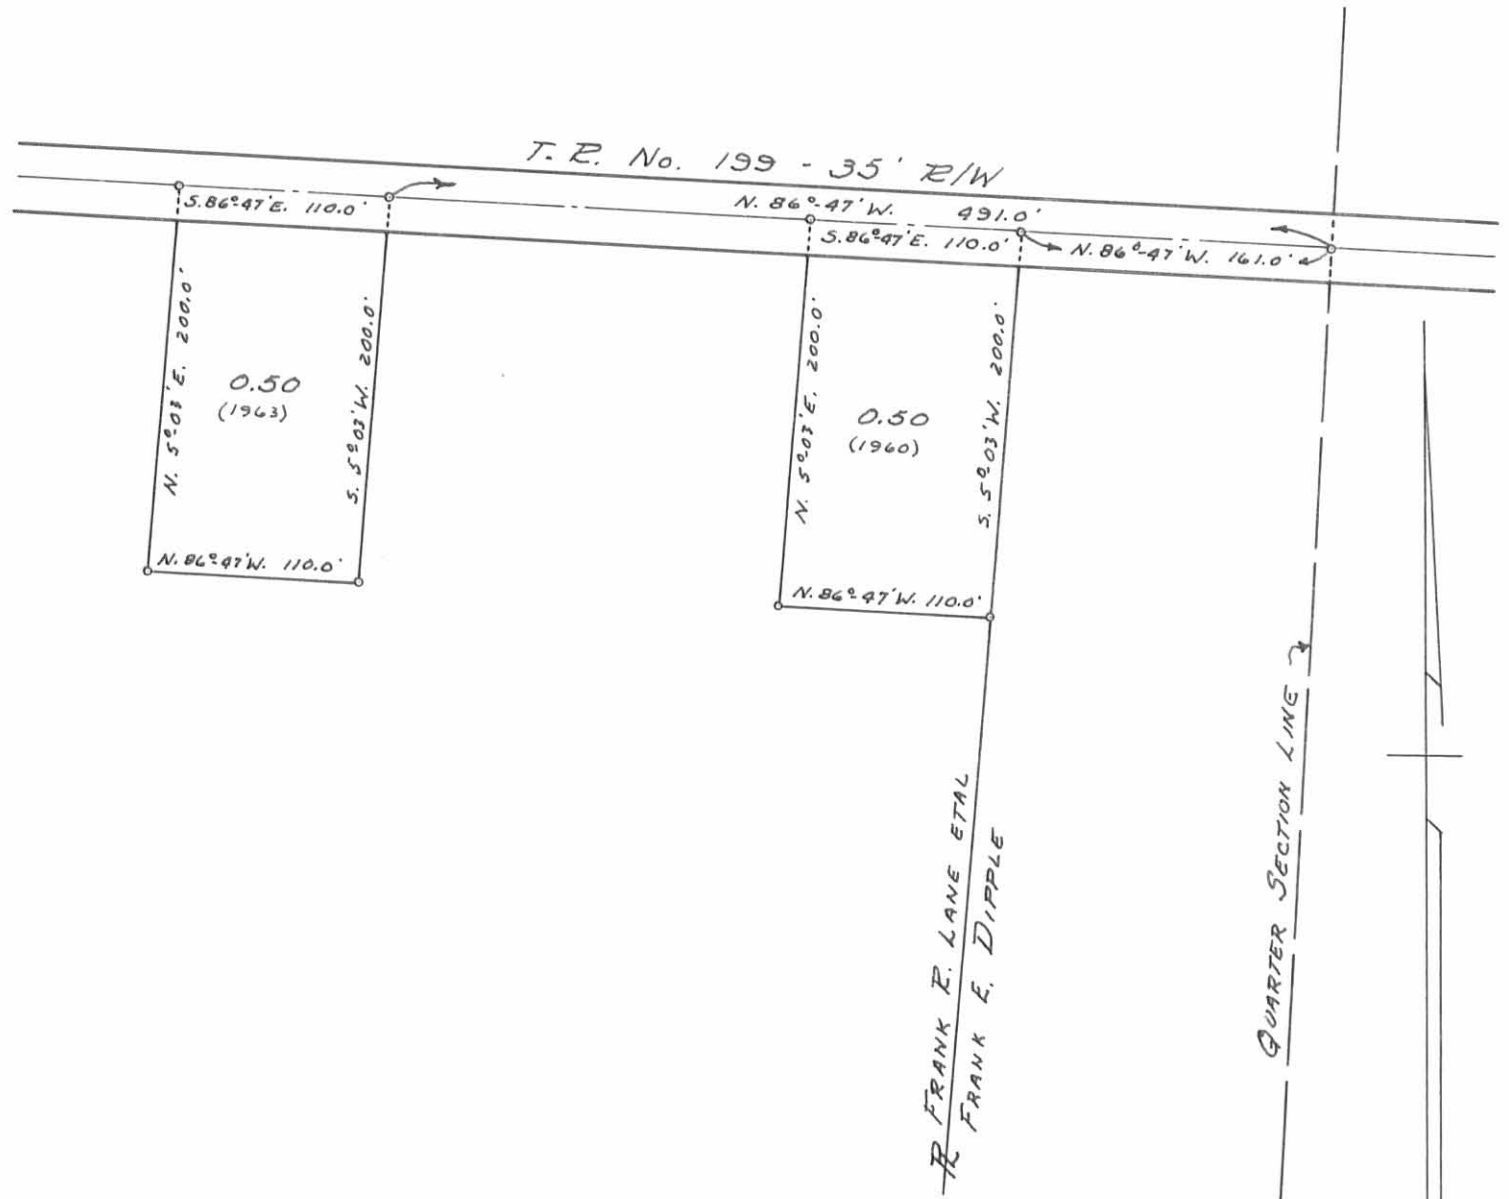 T. R. No. 199 - 35' R/W
S. 86°-47' E. 110.0'
N. 86°-47' W. 491.0'
S. 86°-47' E. 110.0'
N. 86°-47' W. 161.0'
N. 5°-03' E. 200.0'
0.50
(1963)
S. 5°-03' W. 200.0'
N. 86°-47' W. 110.0'
N. 5°-03' E. 200.0'
0.50
(1960)
S. 5°-03' W. 200.0'
N. 86°-47' W. 110.0'
FRANK R. LANE ETAL
PL
FRANK E. DIPPLE
QUARTER SECTION LINE